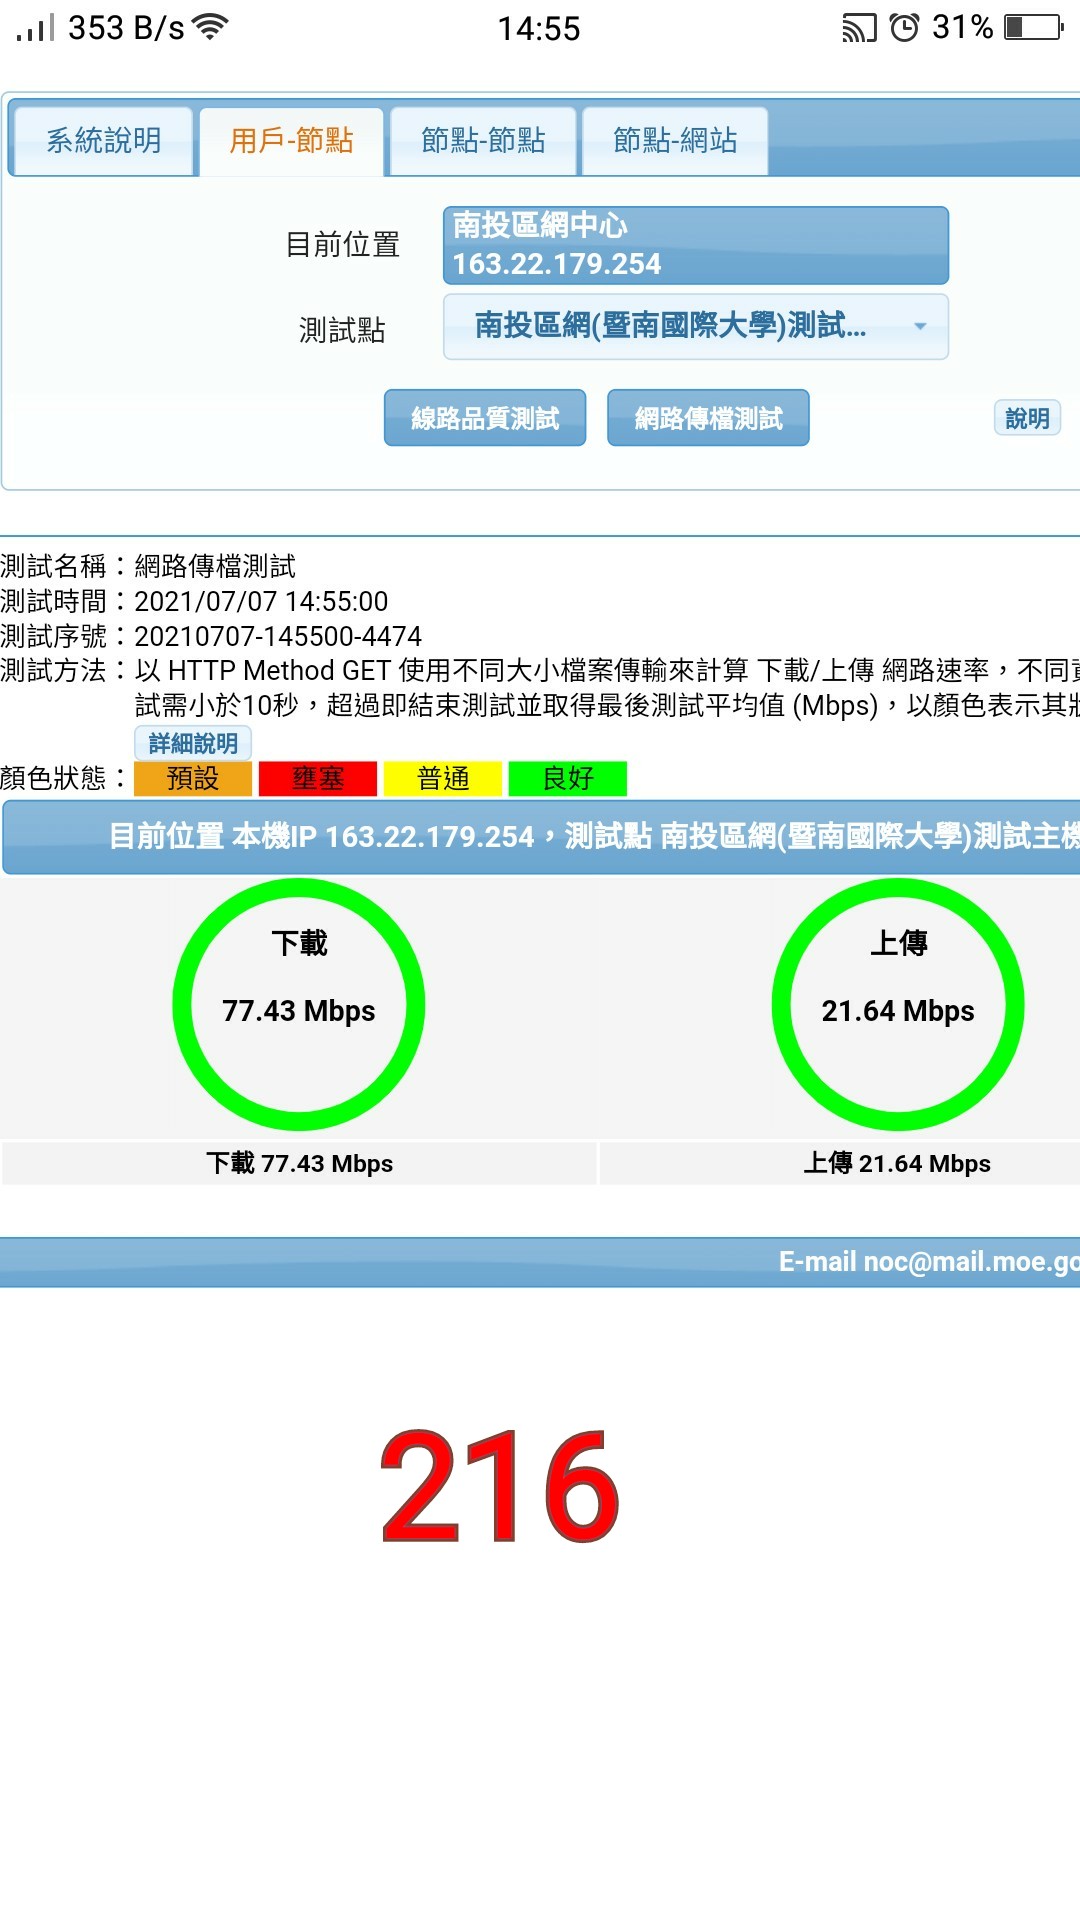 353 B/s 14:55 31%
系統說明 用戶-節點 節點-節點 節點-網站
目前位置 南投區網中心
163.22.179.254
測試點 南投區網(暨南國際大學)測試...
線路品質測試 網路傳檔測試 說明
測試名稱：網路傳檔測試
測試時間：2021/07/07 14:55:00
測試序號：20210707-145500-4474
測試方法：以 HTTP Method GET 使用不同大小檔案傳輸來計算 下載/上傳 網路速率，不同
試需小於10秒，超過即結束測試並取得最後測試平均值 (Mbps)，以顏色表示其
詳細說明
顏色狀態：預設 壅塞 普通 良好
目前位置 本機IP 163.22.179.254，測試點 南投區網(暨南國際大學)測試主機
下載 上傳
77.43 Mbps 21.64 Mbps
下載 77.43 Mbps 上傳 21.64 Mbps
E-mail noc@mail.moe.go
216